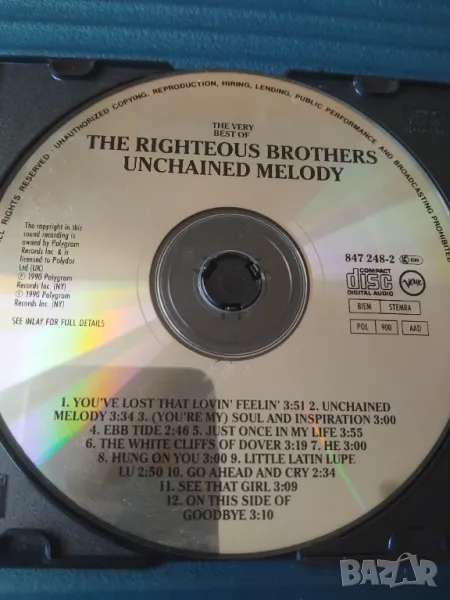 ALL RIGHTS RESERVED · UNAUTHORIZED COPYING, REPRODUCTION, HIRING, LENDING, PUBLIC PERFORMANCE AND BROADCASTING PROHIBITED
THE VERY
BEST OF
THE RIGHTEOUS BROTHERS
UNCHAINED MELODY
The copyright in this
sound recording is
owned by Polygram
Records Inc. & is
licensed to Polydor
Ltd (UK)
℗ 1990 Polygram
Records Inc. (NY)
© 1990 Polygram
Records Inc. (NY)
SEE INLAY FOR FULL DETAILS
847 248-2
COMPACT
disc
DIGITAL AUDIO
Verve
BIEM STEMRA
POL 900 AAD
1. YOU'VE LOST THAT LOVIN' FEELIN' 3:51 2. UNCHAINED
MELODY 3:34 3. (YOU'RE MY) SOUL AND INSPIRATION 3:00
4. EBB TIDE 2:46 5. JUST ONCE IN MY LIFE 3:55
6. THE WHITE CLIFFS OF DOVER 3:19 7. HE 3:00
8. HUNG ON YOU 3:00 9. LITTLE LATIN LUPE
LU 2:50 10. GO AHEAD AND CRY 2:34
11. SEE THAT GIRL 3:09
12. ON THIS SIDE OF
GOODBYE 3:10
BAZAR